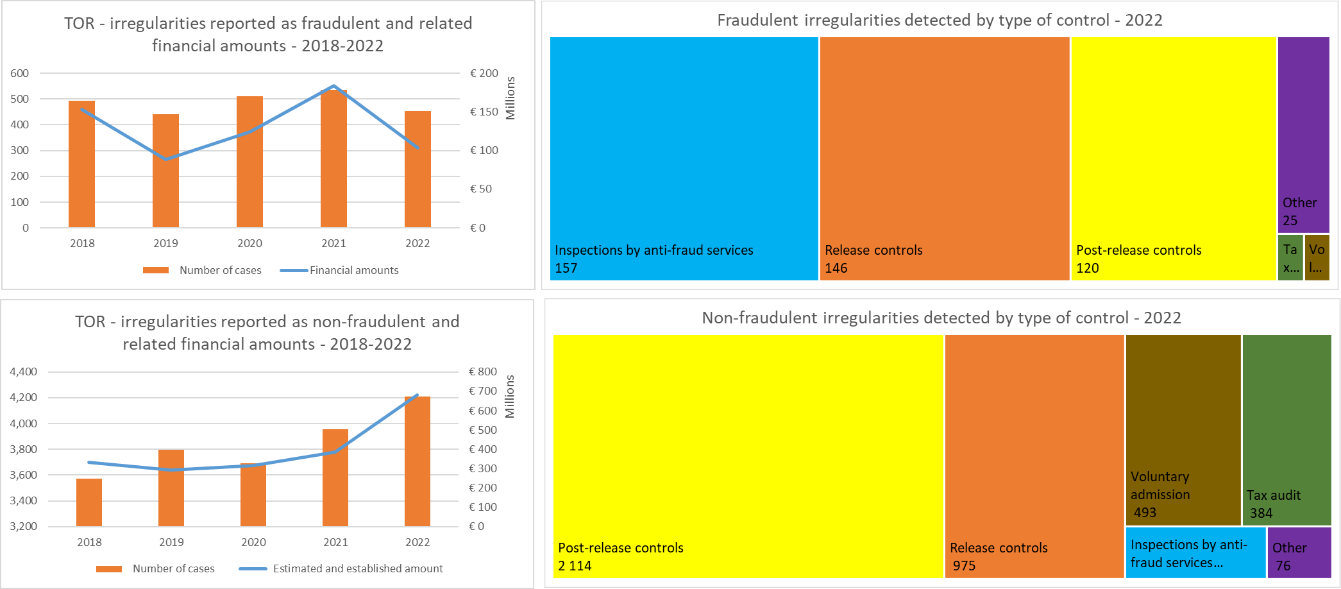 TOR - irregularities reported as fraudulent and related
financial amounts - 2018-2022
600
500
400
300
200
100
0
€ 200
€ 150
€ 100
€ 50
€ 0
Millions
2018
2019
2020
2021
2022
Number of cases
Financial amounts
Fraudulent irregularities detected by type of control - 2022
Inspections by anti-fraud services
157
Release controls
146
Post-release controls
120
Other
25
Ta
x...
Vo
l...
TOR - irregularities reported as non-fraudulent and
related financial amounts - 2018-2022
4,400
4,200
4,000
3,800
3,600
3,400
3,200
€ 800
€ 700
€ 600
€ 500
€ 400
€ 300
€ 200
€ 100
€ 0
Millions
2018
2019
2020
2021
2022
Number of cases
Estimated and established amount
Non-fraudulent irregularities detected by type of control - 2022
Post-release controls
2 114
Release controls
975
Voluntary
admission
493
Tax audit
384
Inspections by anti-
fraud services...
Other
76